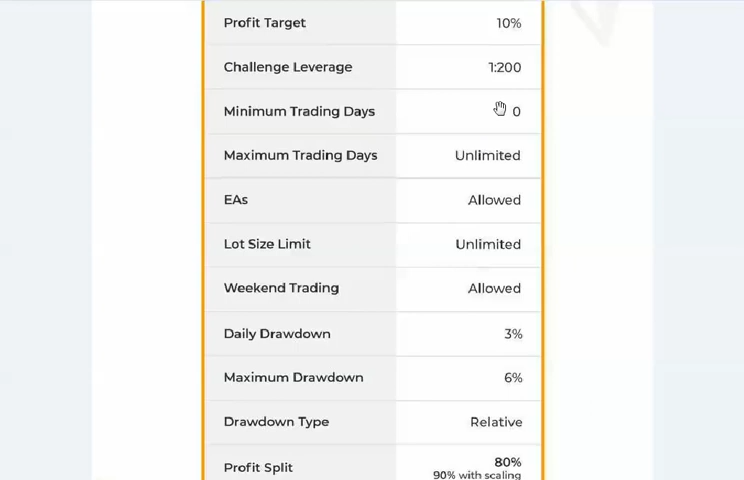 Profit Target 10%
Challenge Leverage 1:200
Minimum Trading Days 0
Maximum Trading Days Unlimited
EAs Allowed
Lot Size Limit Unlimited
Weekend Trading Allowed
Daily Drawdown 3%
Maximum Drawdown 6%
Drawdown Type Relative
Profit Split 80%
90% with scaling